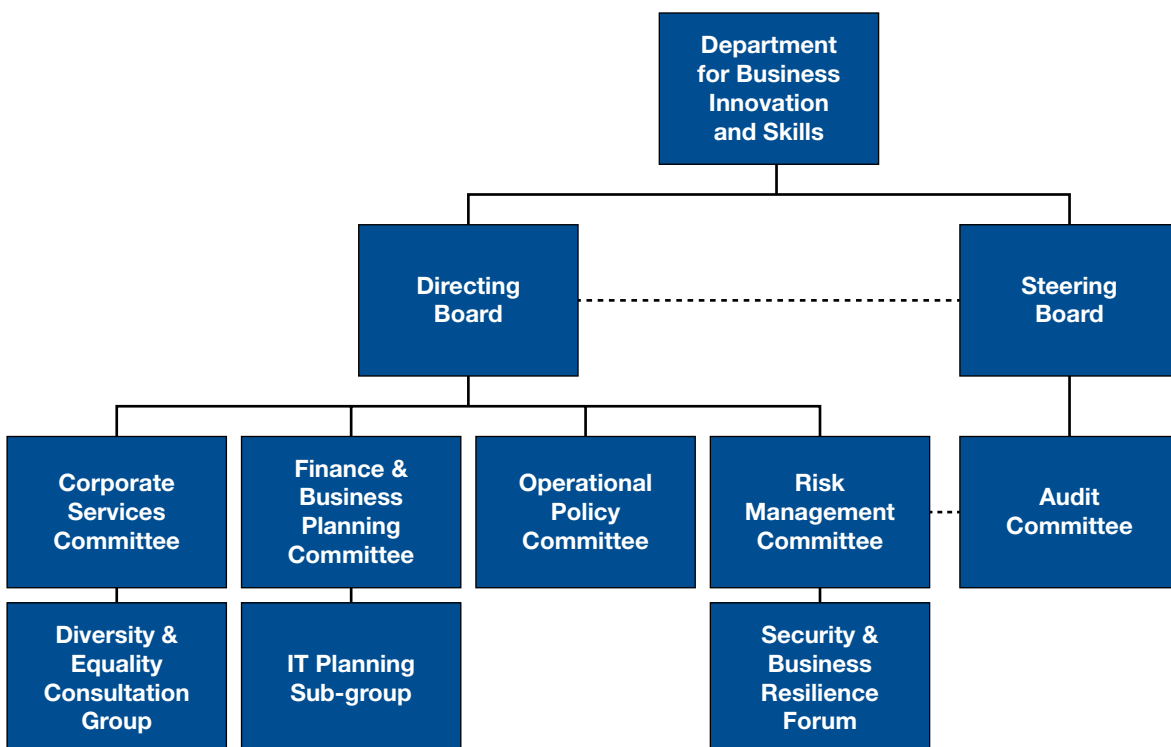 Department
for Business
Innovation
and Skills
Directing
Board
Steering
Board
Corporate
Services
Committee
Finance &
Business
Planning
Committee
Operational
Policy
Committee
Risk
Management
Committee
Audit
Committee
Diversity &
Equality
Consultation
Group
IT Planning
Sub-group
Security &
Business
Resilience
Forum